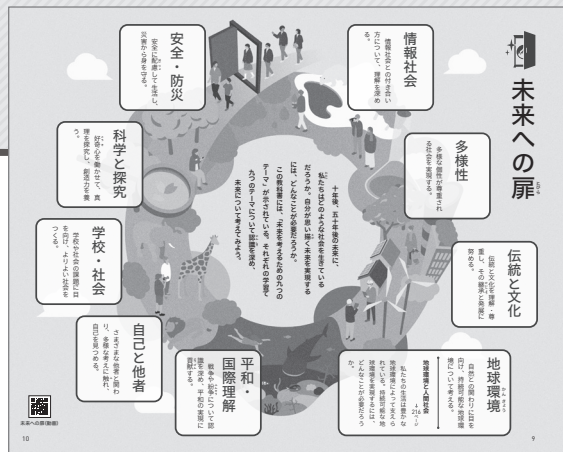 未来への扉
とびら
情報社会
情報社会との付き合い
方について、理解を深め
る。
多様性
多様な個性が尊重され
る社会を実現する。
伝統と文化
伝統と文化を理解・尊
重し、その継承と発展に
努める。
地球環境
かんきょう
自然との関わりに目を
向け、持続可能な地球環
境について考える。
地球環境と人間社会
→216ページ
私たちの生活は豊かな
地球環境によって支えら
れている。持続可能な地
球環境を実現するには、
どんなことが必要だろう
か。
十年後、五十年後の未来に、
私たちはどのような社会を生きている
だろうか。自分が思い描く未来を実現する
には、どんなことが必要だろうか。
この教科書には、「未来を考えるための九つの
テーマ」が示されている。それぞれの学習で
九つのテーマについて認識を深め、
未来について考えてみよう。
安全・防災
安全に配慮して生活し、
災害から身を守る。
科学と探究
好奇心を働かせて、真
理を探究し、創造力を養
う。
学校・社会
学校や社会の課題に目
を向け、よりよい社会を
つくる。
自己と他者
さまざまな他者と関わ
り、多様な考えに触れ、
自己を見つめる。
平和・
国際理解
戦争や紛争について認
識を深め、平和の実現に
貢献する。
未来への扉(動画)
10
9